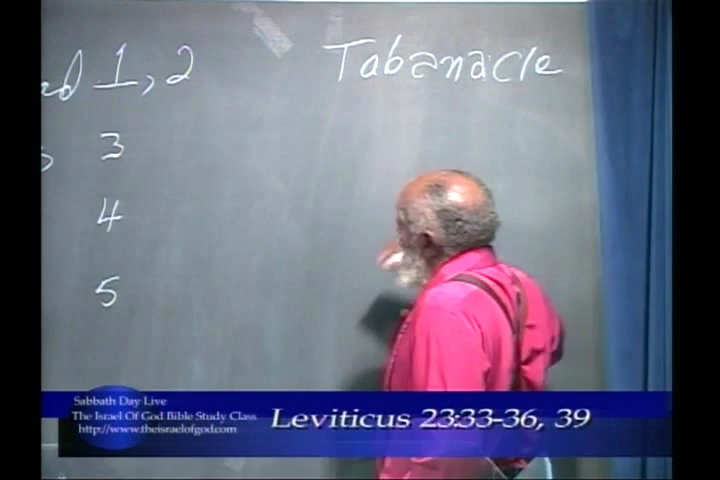 1, 2 Tabanacle
3
4
5
Sabbath Day Live
The Israel Of God Bible Study Class
http://www.theisraelofgod.com
Leviticus 23:33-36, 39